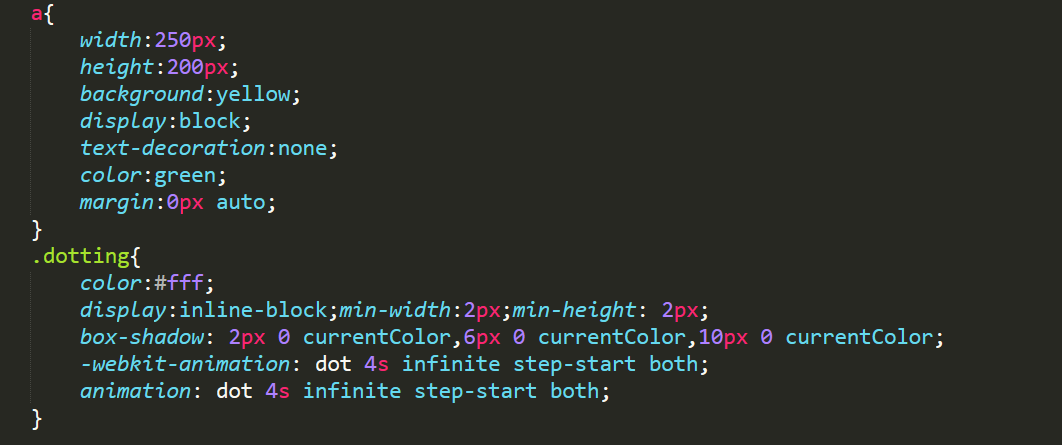 a{
width:250px;
height:200px;
background:yellow;
display:block;
text-decoration:none;
color:green;
margin:0px auto;
}
.dotting{
color:#fff;
display:inline-block;min-width:2px;min-height: 2px;
box-shadow: 2px 0 currentColor,6px 0 currentColor,10px 0 currentColor;
-webkit-animation: dot 4s infinite step-start both;
animation: dot 4s infinite step-start both;
}